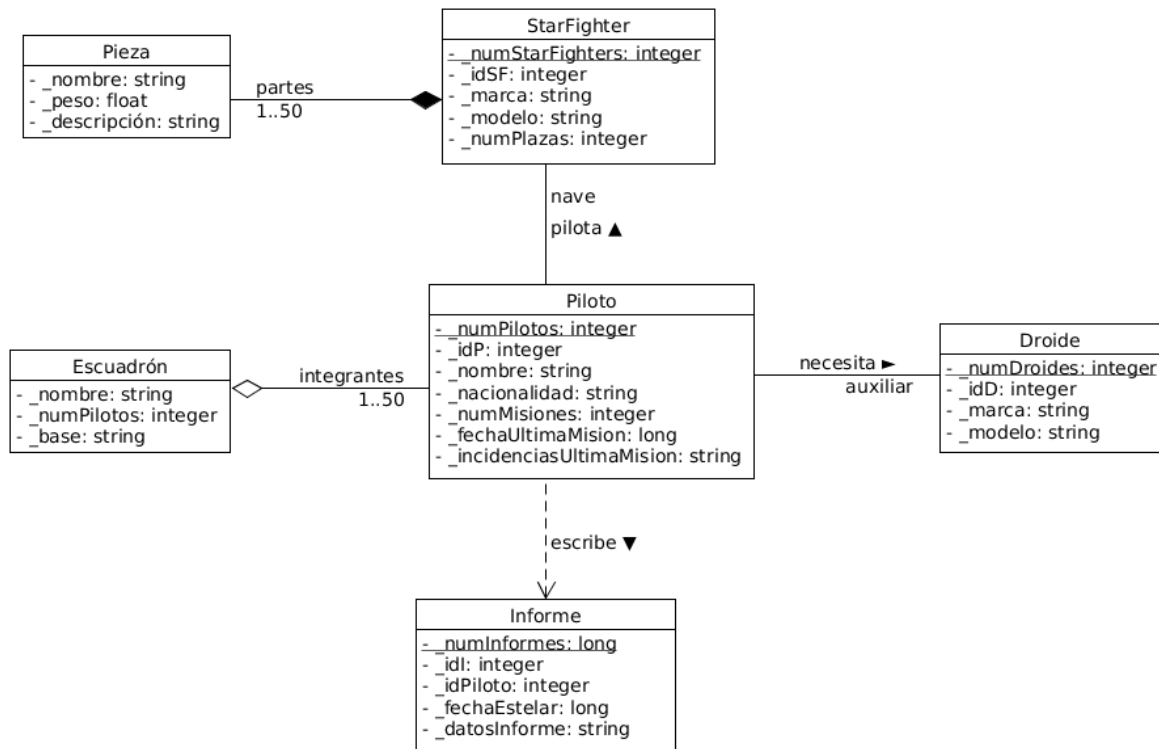 Pieza
- _nombre: string
- _peso: float
- _descripción: string
partes
1..50
StarFighter
- _numStarFighters: integer
- _idSF: integer
- _marca: string
- _modelo: string
- _numPlazas: integer
nave
pilota ▲
Escuadrón
- _nombre: string
- _numPilotos: integer
- _base: string
integrantes
1..50
Piloto
- _numPilotos: integer
- _idP: integer
- _nombre: string
- _nacionalidad: string
- _numMisiones: integer
- _fechaUltimaMision: long
- _incidenciasUltimaMision: string
necesita ►
auxiliar
Droide
- _numDroides: integer
- _idD: integer
- _marca: string
- _modelo: string
escribe ▼
Informe
- _numInformes: long
- _idI: integer
- _idPiloto: integer
- _fechaEstelar: long
- _datosInforme: string